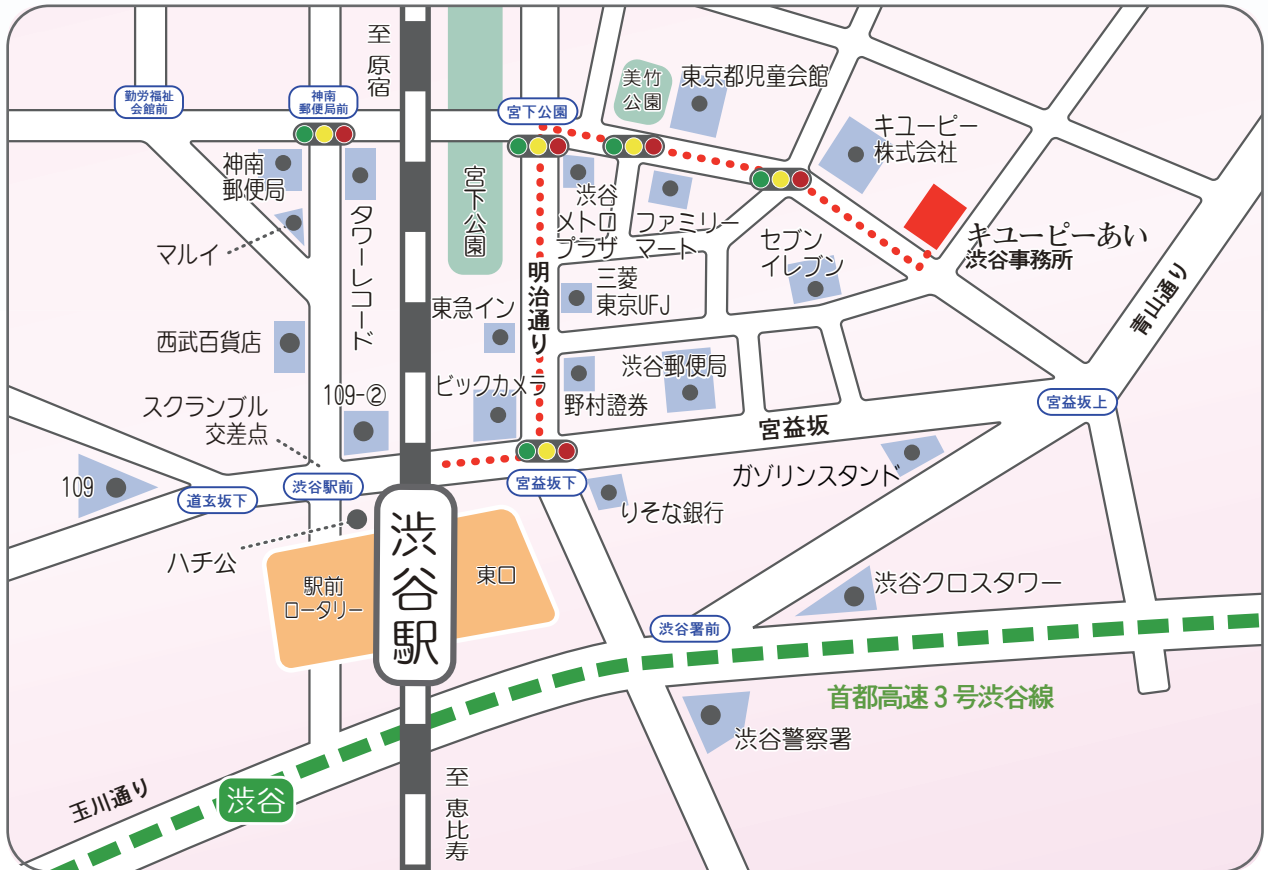 至
原宿
勤労福祉
会館前
神南
郵便局前
宮下公園
美竹
公園
東京都児童会館
キユーピー
株式会社
神南
郵便局
マルイ
タワーレコード
宮下公園
渋谷
メトロ
プラザ
ファミリー
マート
セブン
イレブン
キユーピーあい
渋谷事務所
青山通り
明治通り
三菱
東京UFJ
東急イン
西武百貨店
ビックカメラ
野村證券
渋谷郵便局
109-②
スクランブル
交差点
宮益坂
宮益坂上
109
道玄坂下
渋谷駅前
宮益坂下
ガソリンスタンド
りそな銀行
ハチ公
渋谷駅
駅前
ロータリー
東口
渋谷クロスタワー
渋谷署前
首都高速3号渋谷線
渋谷警察署
玉川通り
渋谷
至
恵比寿